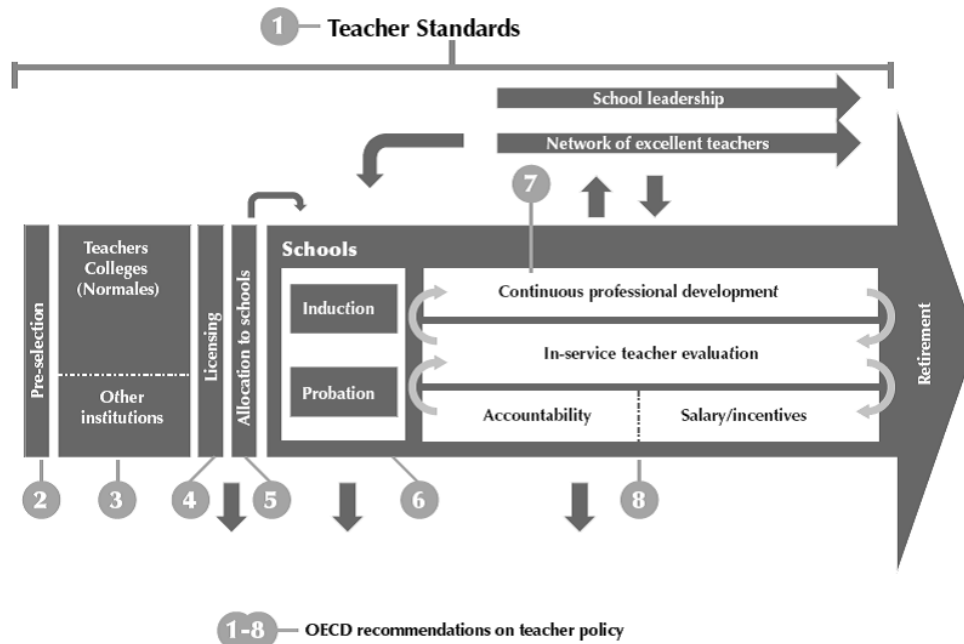 1 Teacher Standards
School leadership
Network of excellent teachers
7
Pre-selection
Teachers
Colleges
(Normales)
Other
institutions
Licensing
Allocation to schools
Schools
Induction
Probation
Continuous professional development
In-service teacher evaluation
Accountability
Salary/incentives
Retirement
2
3
4
5
6
8
1-8 OECD recommendations on teacher policy